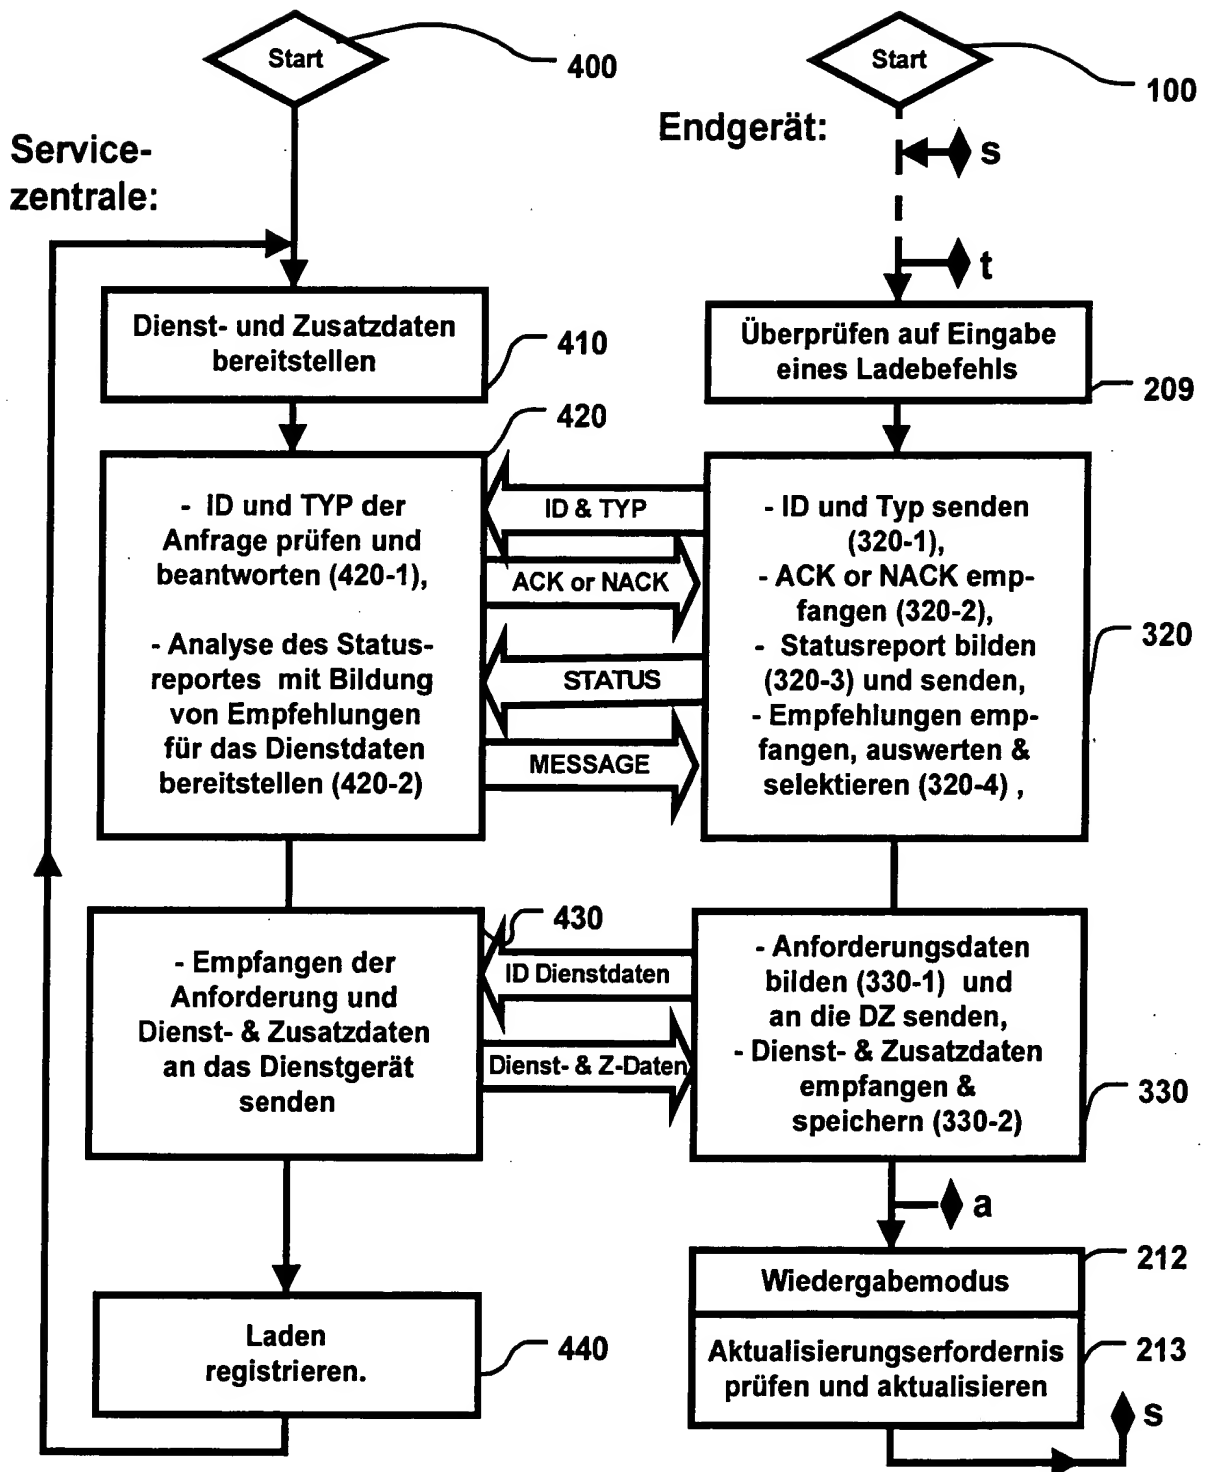 Start
400
Start
100
Endgerät:
s
Service-
zentrale:
t
Dienst- und Zusatzdaten
bereitstellen
410
Überprüfen auf Eingabe
eines Ladebefehls
209
420
- ID und TYP der
Anfrage prüfen und
beantworten (420-1),
- Analyse des Status-
reportes mit Bildung
von Empfehlungen
für das Dienstdaten
bereitstellen (420-2)
ID & TYP
ACK or NACK
STATUS
MESSAGE
- ID und Typ senden
(320-1),
- ACK or NACK emp-
fangen (320-2),
- Statusreport bilden
(320-3) und senden,
- Empfehlungen emp-
fangen, auswerten &
selektieren (320-4) ,
320
430
- Empfangen der
Anforderung und
Dienst- & Zusatzdaten
an das Dienstgerät
senden
ID Dienstdaten
Dienst- & Z-Daten
- Anforderungsdaten
bilden (330-1) und
an die DZ senden,
- Dienst- & Zusatzdaten
empfangen &
speichern (330-2)
330
a
212
Wiedergabemodus
Laden
registrieren.
440
Aktualisierungserfordernis
prüfen und aktualisieren
213
s